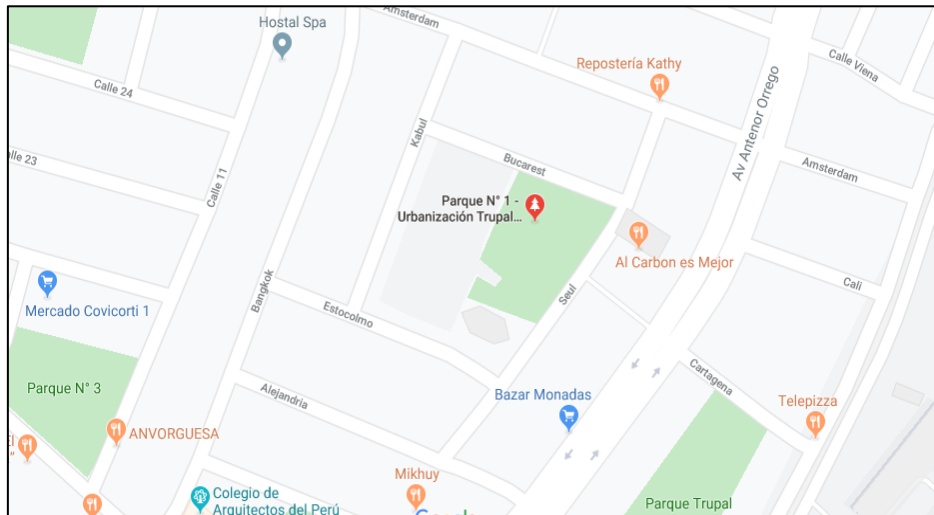 Hostal Spa
Amsterdam
Calle Viena
Repostería Kathy
Av Antenor Orrego
Calle 24
Kabul
Bucarest
Amsterdam
lle 23
Calle 11
Parque N° 1 -
Urbanización Trupal...
Al Carbon es Mejor
Bangkok
Seul
Cali
Mercado Covicorti 1
Estocolmo
Cartagena
Parque N° 3
Alejandria
Bazar Monadas
Telepizza
ANVORGUESA
Mikhuy
Colegio de
Arquitectos del Perú
Parque Trupal